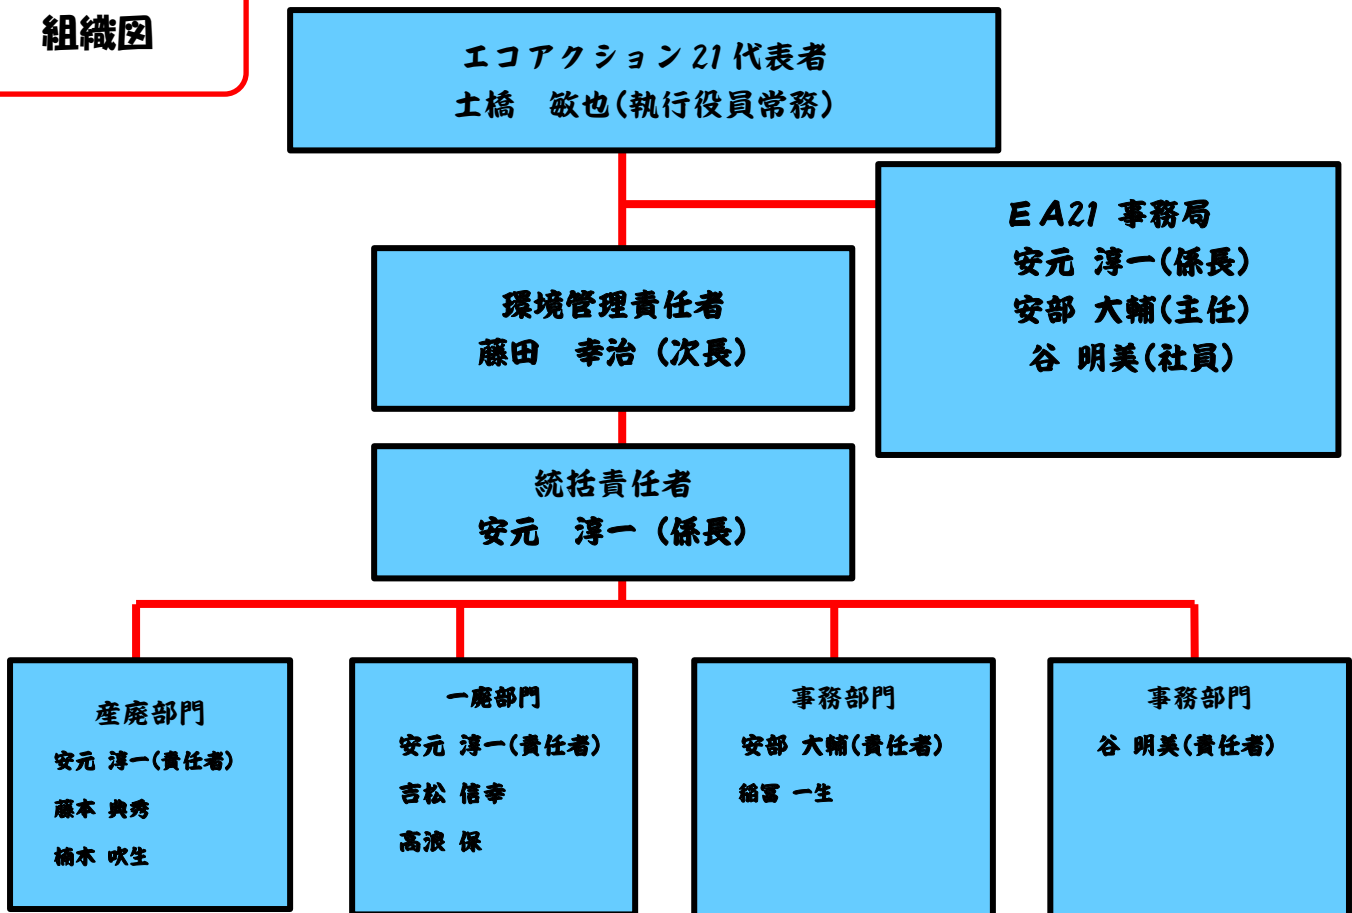 組織図
エコアクション21代表者
土橋　敏也(執行役員常務)
ＥＡ21 事務局
安元 淳一(係長)
安部 大輔(主任)
谷 明美(社員)
環境管理責任者
藤田　幸治（次長）
統括責任者
安元　淳一（係長）
産廃部門
安元 淳一(責任者)
藤本 典秀
楠木 吹生
一廃部門
安元 淳一(責任者)
吉松 信幸
高浪 保
事務部門
安部 大輔(責任者)
稲冨 一生
事務部門
谷 明美(責任者)